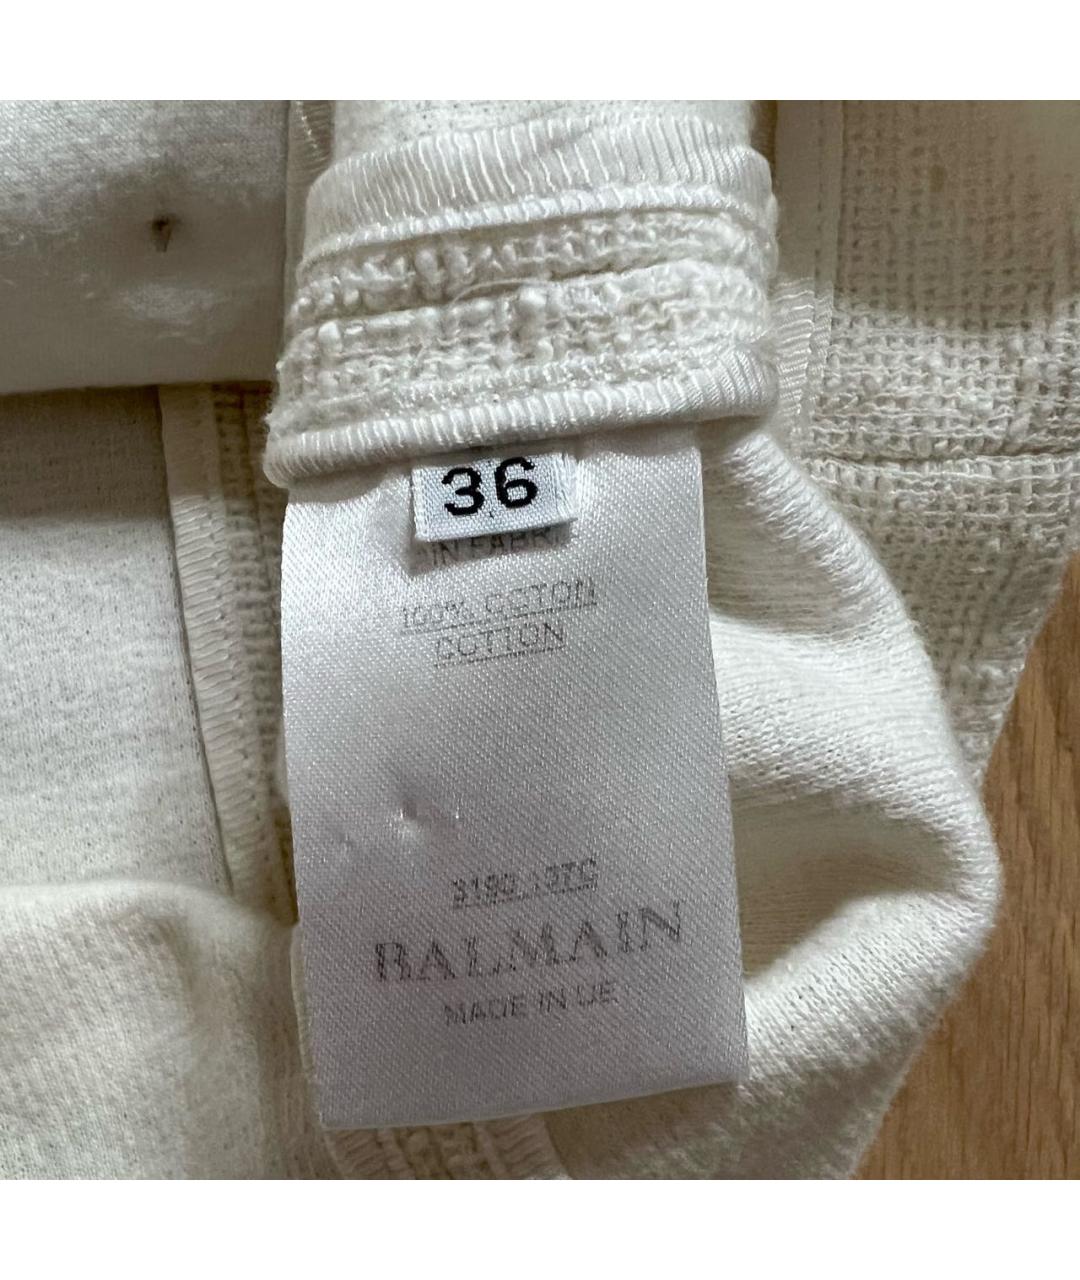 36
100% COTON
COTTON
BALMAIN
MADE IN UE